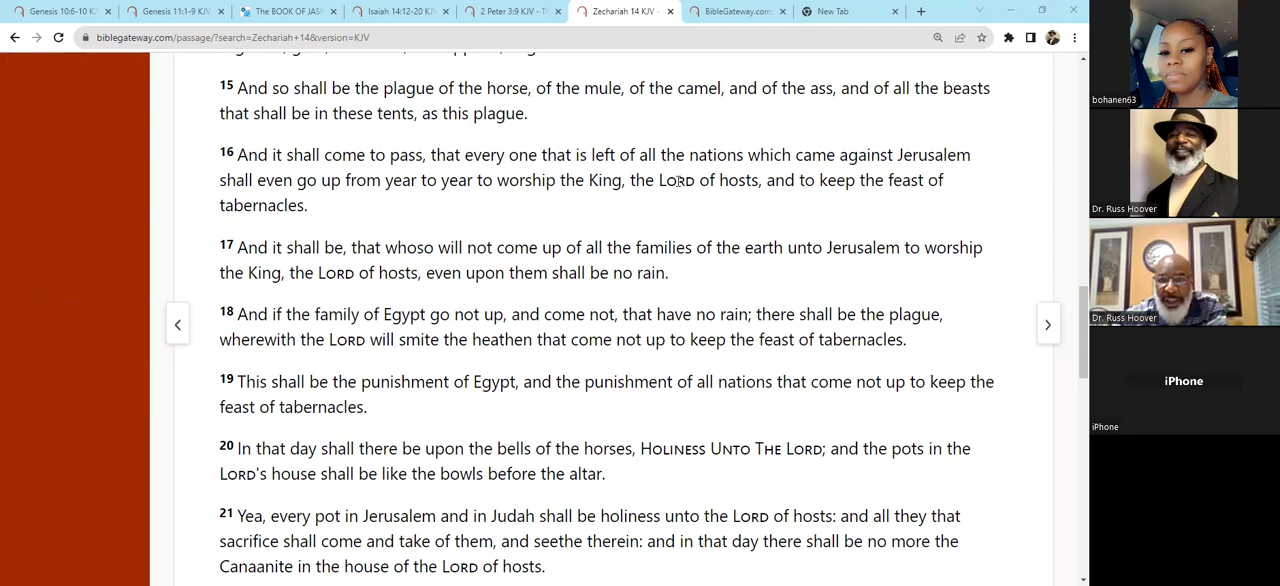 Genesis 10:6-10 KJ
Genesis 11:1-9 KJV
The BOOK OF JAS
Isaiah 14:12-20 KJV
2 Peter 3:9 KJV - Th
Zechariah 14 KJV -
BibleGateway.com
New Tab
biblegateway.com/passage/?search=Zechariah+14&version=KJV
15 And so shall be the plague of the horse, of the mule, of the camel, and of the ass, and of all the beasts
that shall be in these tents, as this plague.
16 And it shall come to pass, that every one that is left of all the nations which came against Jerusalem
shall even go up from year to year to worship the King, the LORD of hosts, and to keep the feast of
tabernacles.
17 And it shall be, that whoso will not come up of all the families of the earth unto Jerusalem to worship
the King, the LORD of hosts, even upon them shall be no rain.
18 And if the family of Egypt go not up, and come not, that have no rain; there shall be the plague,
wherewith the LORD will smite the heathen that come not up to keep the feast of tabernacles.
19 This shall be the punishment of Egypt, and the punishment of all nations that come not up to keep the
feast of tabernacles.
20 In that day shall there be upon the bells of the horses, HOLINESS UNTO THE LORD; and the pots in the
LORD's house shall be like the bowls before the altar.
21 Yea, every pot in Jerusalem and in Judah shall be holiness unto the LORD of hosts: and all they that
sacrifice shall come and take of them, and seethe therein: and in that day there shall be no more the
Canaanite in the house of the LORD of hosts.
bohanen63
Dr. Russ Hoover
Dr. Russ Hoover
iPhone
iPhone